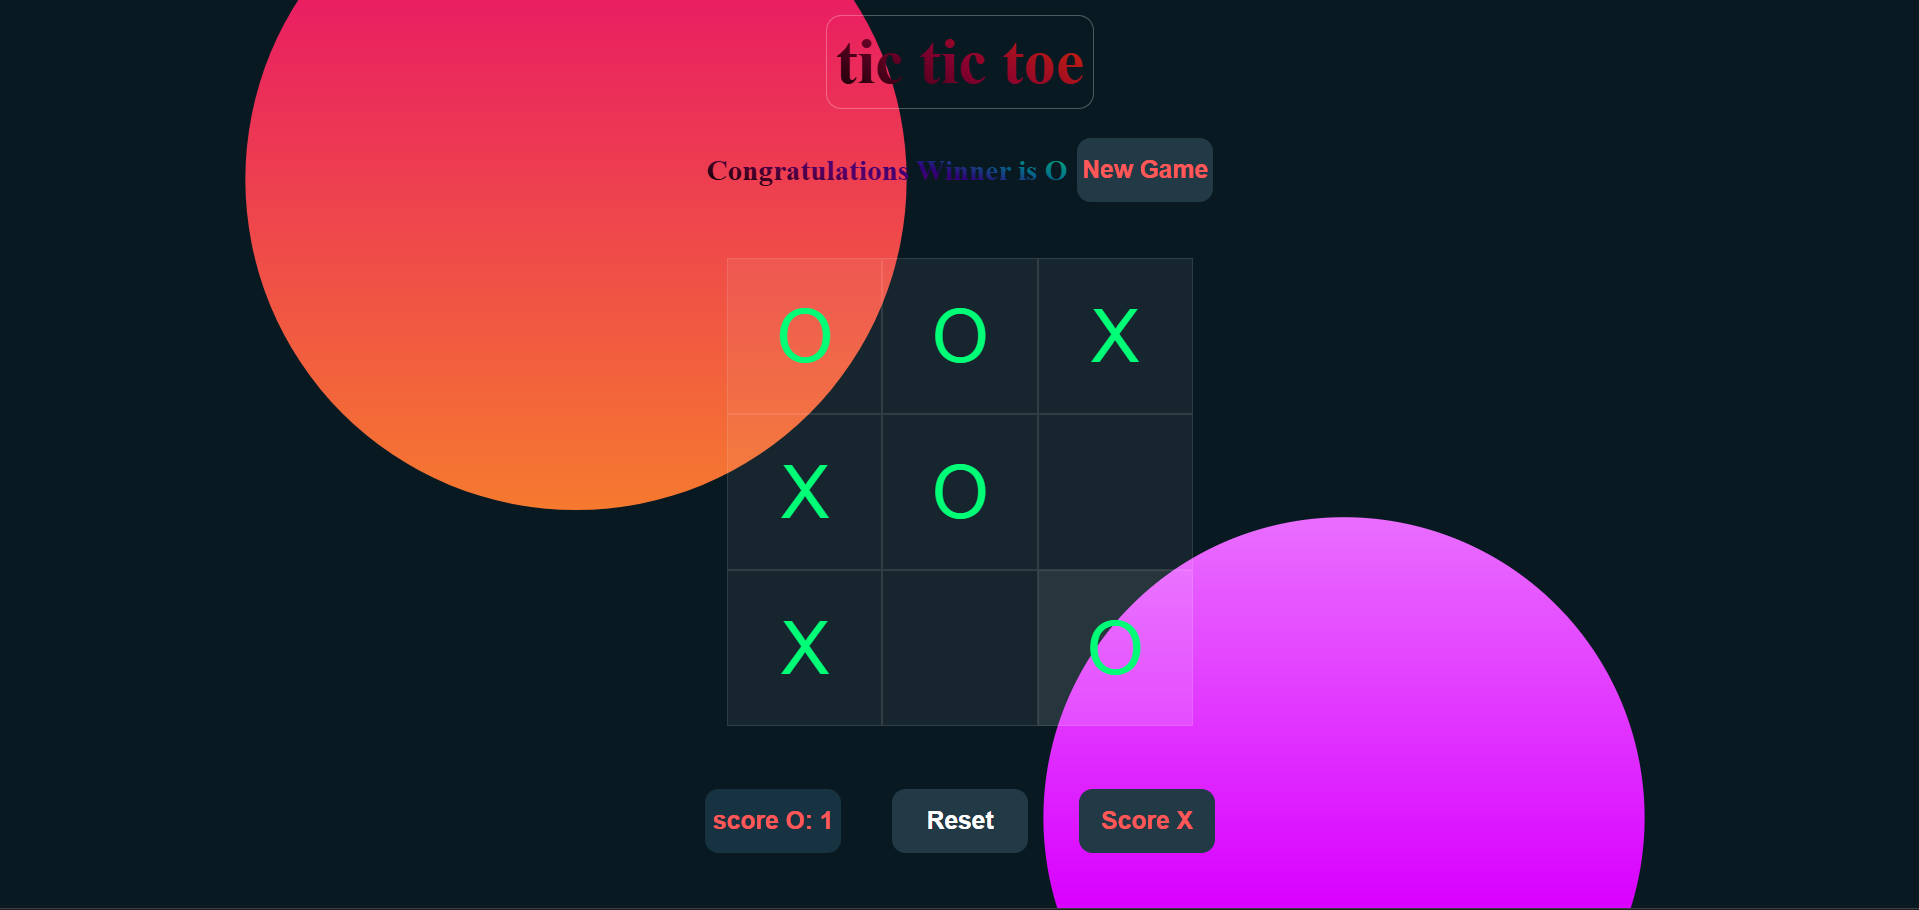 tic tic toe
Congratulations Winner is O New Game
O O X
X O
X O
score O: 1 Reset Score X